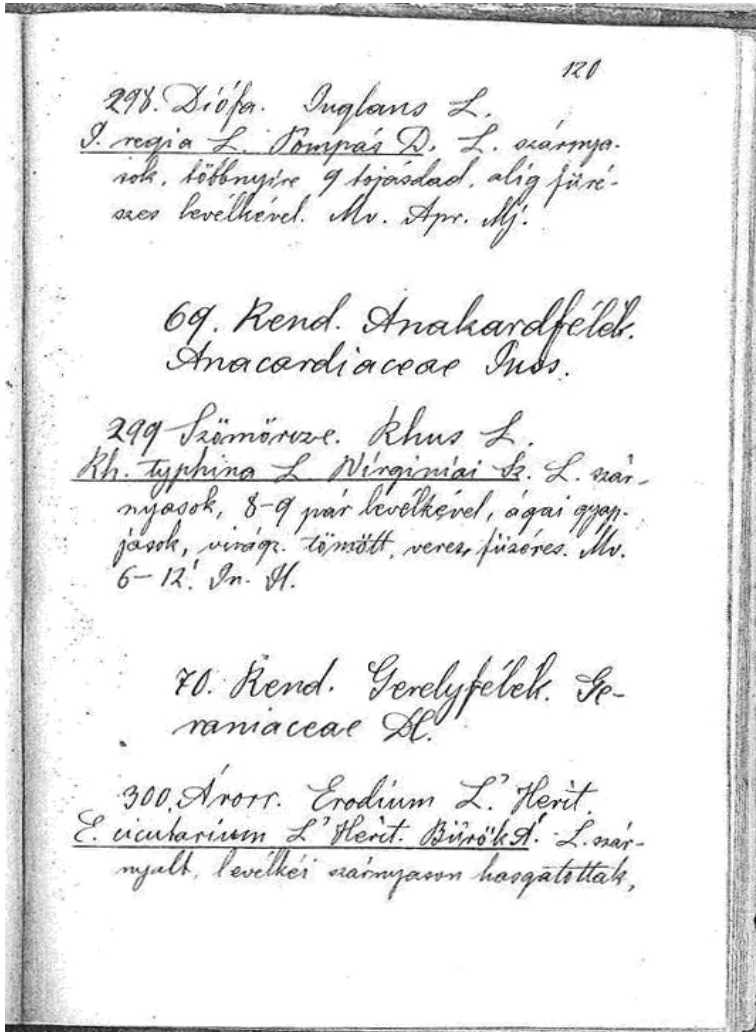 120
298. Diófa. Juglans L.
J. regia L. Pompás D. L. szárnya-
sok, többnyire 9 tojásdad, alig füré-
szes levélkével. Mv. Apr. Mj.
69. Rend. Anakardfélék.
Anacardiaceae Juss.
299 Szömörcze. Rhus L.
Rh. typhina L. Virginiai Sz. L. szár-
nyasok, 8-9 pár levélkével, ágai gyap-
jasok, virágz. tömött, veres, füzéres. Mv.
6-12.' Jn. Jl.
70. Rend. Gerelyfélék. Ge-
raniaceae DC.
300. Árorr. Erodium L' Herit.
E. cicutarium L' Herit. Bürök Á. L. szár-
nyalt, levélkéi szárnyason hasgatottak,